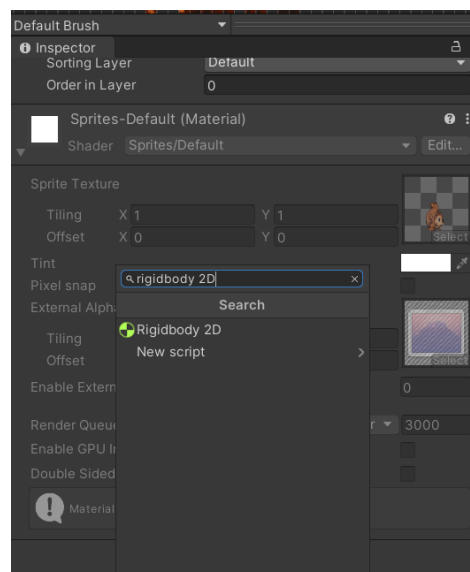 Default Brush
Inspector
Sorting Layer Default
Order in Layer 0
Sprites-Default (Material)
Shader Sprites/Default Edit...
Sprite Texture
Tiling X 1 Y 1
Offset X 0 Y 0 Select
Tint
Pixel snap
rigidbody 2D
External Alph
Search
Rigidbody 2D
Tiling
New script
Offset Select
Enable Extern 0
Render Queu r 3000
Enable GPU I
Double Sided
Material